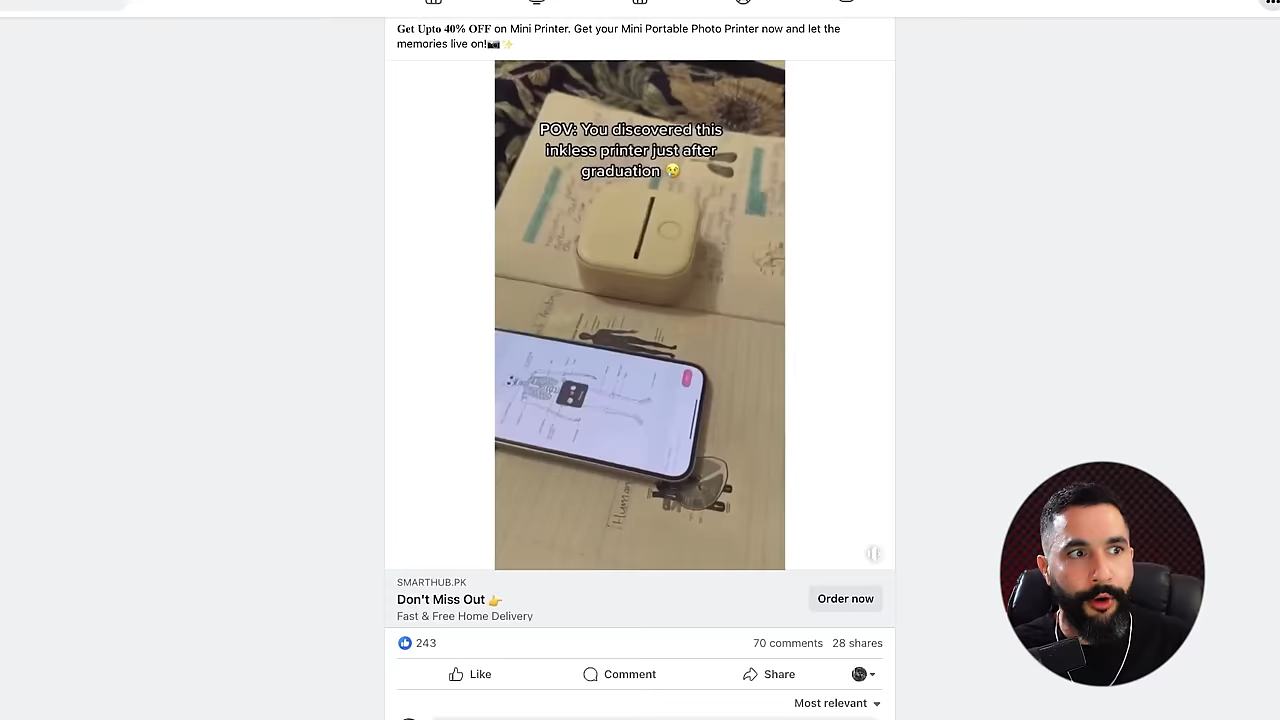 𝐆𝐞𝐭 𝐔𝐩𝐭𝐨 𝟒𝟎% 𝐎𝐅𝐅 on Mini Printer. Get your Mini Portable Photo Printer now and let the
memories live on!📷✨
POV: You discovered this
inkless printer just after
graduation 😢
Human
SMARTHUB.PK
Don't Miss Out 👉
Order now
Fast & Free Home Delivery
243
70 comments 28 shares
Like
Comment
Share
Most relevant